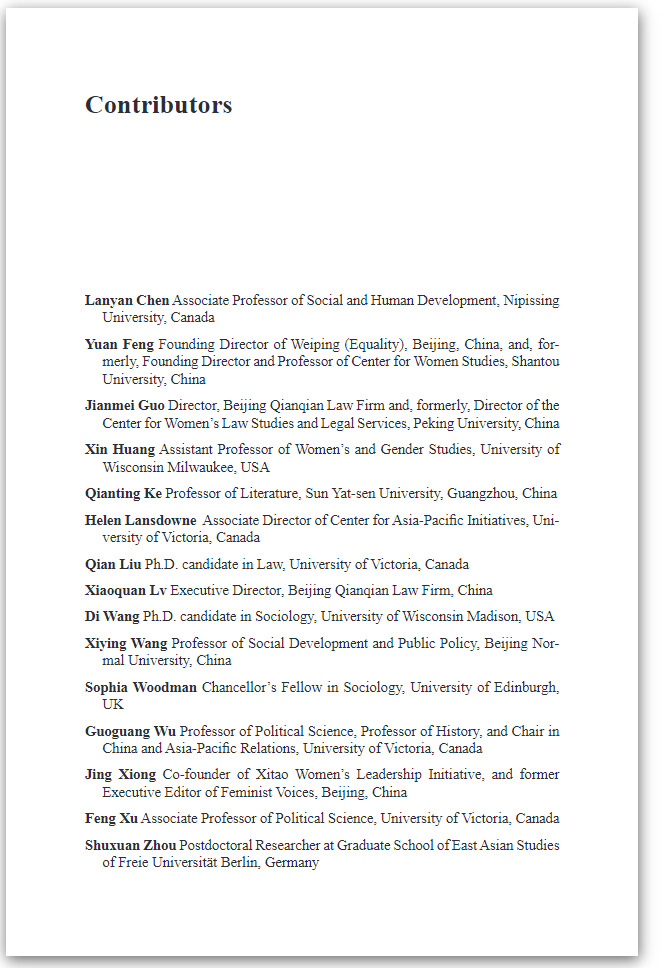 Contributors
Lanyan Chen Associate Professor of Social and Human Development, Nipissing
University, Canada
Yuan Feng Founding Director of Weiping (Equality), Beijing, China, and, for-
merly, Founding Director and Professor of Center for Women Studies, Shantou
University, China
Jianmei Guo Director, Beijing Qianqian Law Firm and, formerly, Director of the
Center for Women’s Law Studies and Legal Services, Peking University, China
Xin Huang Assistant Professor of Women’s and Gender Studies, University of
Wisconsin Milwaukee, USA
Qianting Ke Professor of Literature, Sun Yat-sen University, Guangzhou, China
Helen Lansdowne Associate Director of Center for Asia-Pacific Initiatives, Uni-
versity of Victoria, Canada
Qian Liu Ph.D. candidate in Law, University of Victoria, Canada
Xiaoquan Lv Executive Director, Beijing Qianqian Law Firm, China
Di Wang Ph.D. candidate in Sociology, University of Wisconsin Madison, USA
Xiying Wang Professor of Social Development and Public Policy, Beijing Nor-
mal University, China
Sophia Woodman Chancellor’s Fellow in Sociology, University of Edinburgh,
UK
Guoguang Wu Professor of Political Science, Professor of History, and Chair in
China and Asia-Pacific Relations, University of Victoria, Canada
Jing Xiong Co-founder of Xitao Women’s Leadership Initiative, and former
Executive Editor of Feminist Voices, Beijing, China
Feng Xu Associate Professor of Political Science, University of Victoria, Canada
Shuxuan Zhou Postdoctoral Researcher at Graduate School of East Asian Studies
of Freie Universität Berlin, Germany